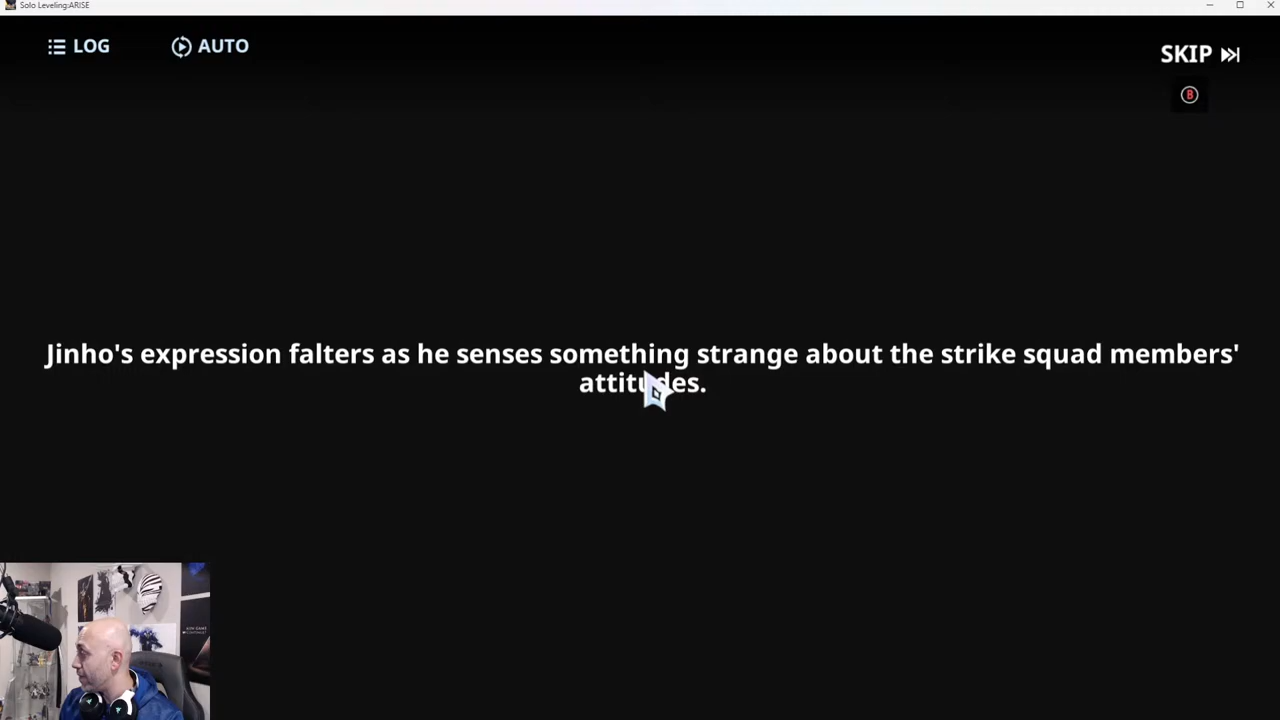 Solo Leveling:ARISE
LOG
AUTO
SKIP
B
Jinho's expression falters as he senses something strange about the strike squad members'
attitudes.